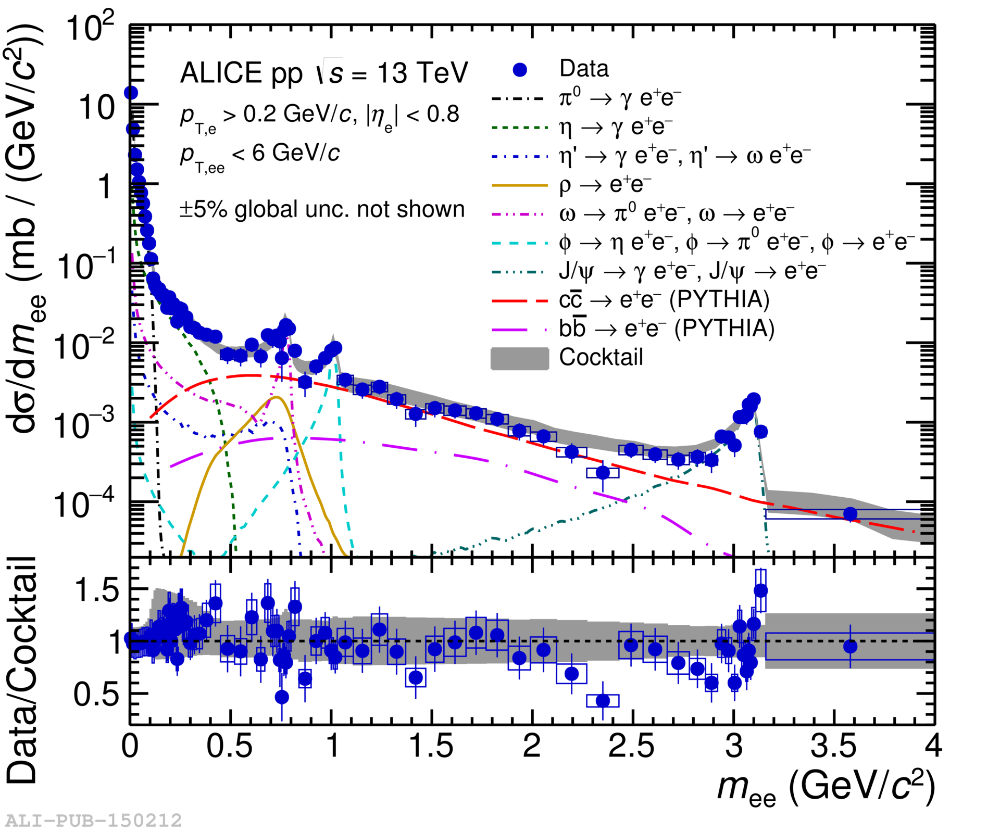 10²
10
1
10⁻¹
10⁻²
10⁻³
10⁻⁴
dσ/dm_ee (mb / (GeV/c²))
ALICE pp √s = 13 TeV
p_T,e > 0.2 GeV/c, |η_e| < 0.8
p_T,ee < 6 GeV/c
±5% global unc. not shown
Data
π⁰ → γ e⁺e⁻
η → γ e⁺e⁻
η' → γ e⁺e⁻, η' → ω e⁺e⁻
ρ → e⁺e⁻
ω → π⁰ e⁺e⁻, ω → e⁺e⁻
ϕ → η e⁺e⁻, ϕ → π⁰ e⁺e⁻, ϕ → e⁺e⁻
J/ψ → γ e⁺e⁻, J/ψ → e⁺e⁻
cc̄ → e⁺e⁻ (PYTHIA)
bb̄ → e⁺e⁻ (PYTHIA)
Cocktail
Data/Cocktail
1.5
1
0.5
0 0.5 1 1.5 2 2.5 3 3.5 4
m_ee (GeV/c²)
ALI-PUB-150212